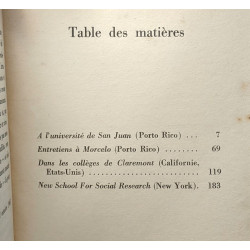 Table des matières
A l'université de San Juan (Porto Rico) ... 7
Entretiens à Morcelo (Porto Rico) ........ 69
Dans les collèges de Claremont (Californie,
Etats-Unis) ...................... 119
New School For Social Research (New York). 183